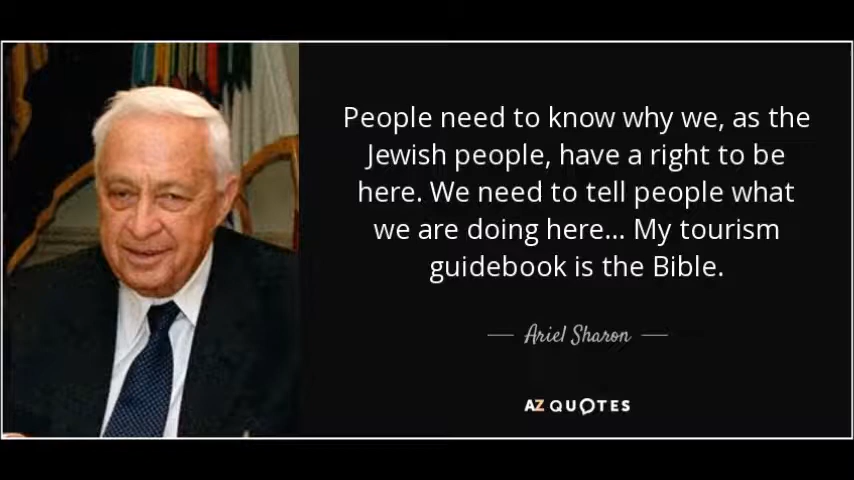 People need to know why we, as the
Jewish people, have a right to be
here. We need to tell people what
we are doing here... My tourism
guidebook is the Bible.
Ariel Sharon
AZ QUOTES